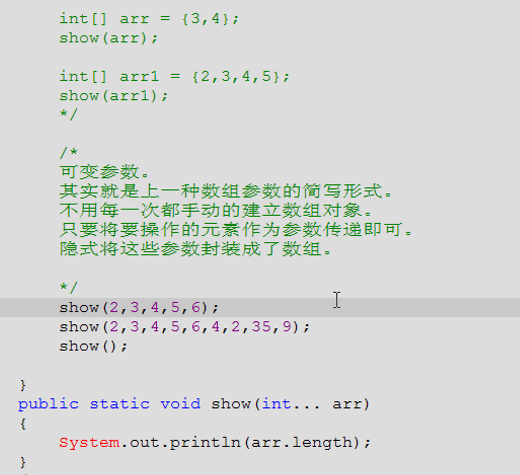 int[] arr = {3,4};
show(arr);
int[] arr1 = {2,3,4,5};
show(arr1);
*/
/*
可变参数。
其实就是上一种数组参数的简写形式。
不用每一次都手动的建立数组对象。
只要将要操作的元素作为参数传递即可。
隐式将这些参数封装成了数组。
*/
show(2,3,4,5,6);
show(2,3,4,5,6,4,2,35,9);
show();
}
public static void show(int... arr)
{
System.out.println(arr.length);
}